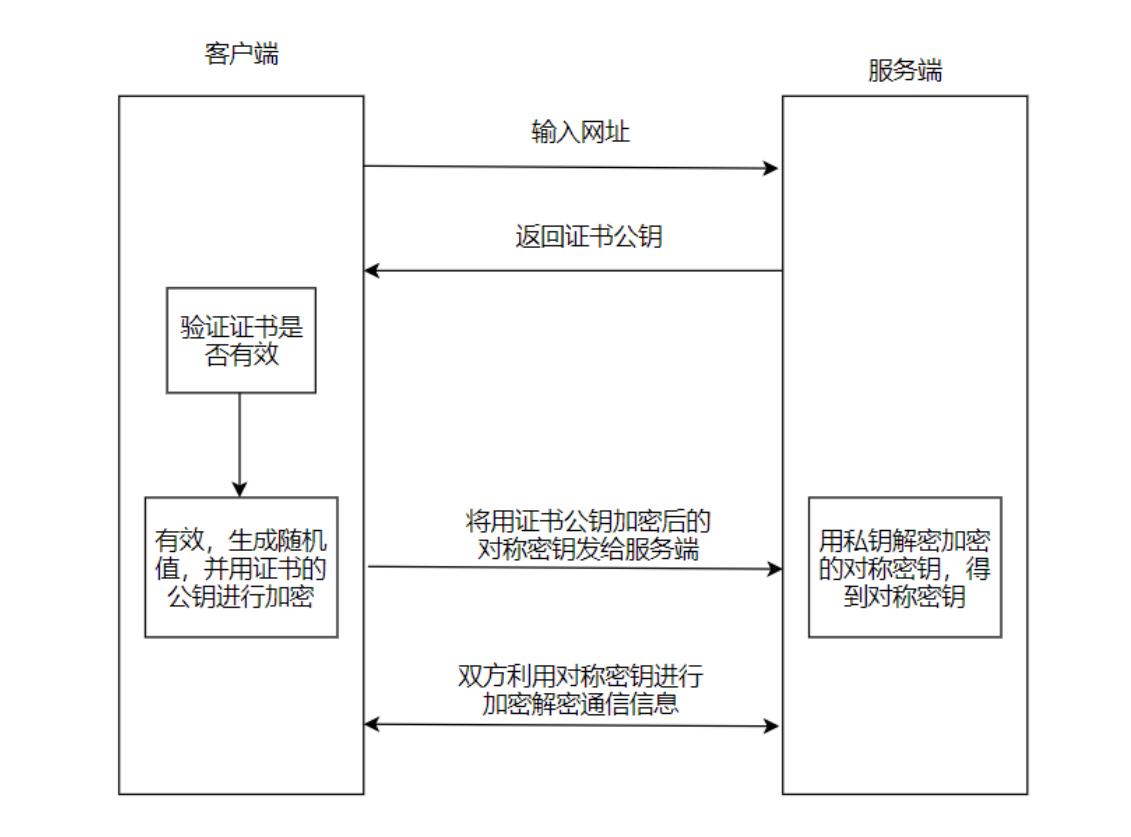 客户端
服务端
输入网址
返回证书公钥
验证证书是
否有效
有效，生成随机
值，并用证书的
公钥进行加密
将用证书公钥加密后的
对称密钥发给服务端
用私钥解密加密
的对称密钥，得
到对称密钥
双方利用对称密钥进行
加密解密通信信息